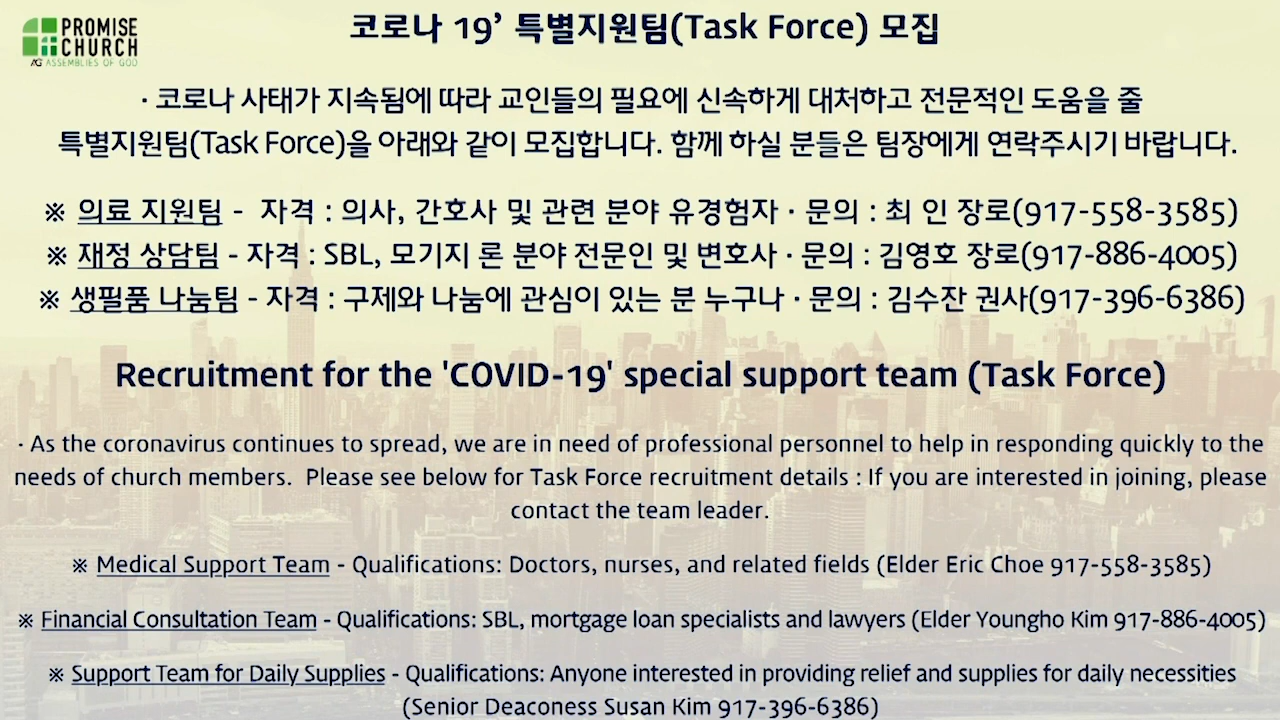 PROMISE
CHURCH
AG ASSEMBLIES OF GOD
코로나 19’ 특별지원팀(Task Force) 모집
· 코로나 사태가 지속됨에 따라 교인들의 필요에 신속하게 대처하고 전문적인 도움을 줄
특별지원팀(Task Force)을 아래와 같이 모집합니다. 함께 하실 분들은 팀장에게 연락주시기 바랍니다.
※ 의료 지원팀 - 자격 : 의사, 간호사 및 관련 분야 유경험자 · 문의 : 최 인 장로(917-558-3585)
※ 재정 상담팀 - 자격 : SBL, 모기지 론 분야 전문인 및 변호사 · 문의 : 김영호 장로(917-886-4005)
※ 생필품 나눔팀 - 자격 : 구제와 나눔에 관심이 있는 분 누구나 · 문의 : 김수잔 권사(917-396-6386)
Recruitment for the 'COVID-19' special support team (Task Force)
· As the coronavirus continues to spread, we are in need of professional personnel to help in responding quickly to the
needs of church members. Please see below for Task Force recruitment details : If you are interested in joining, please
contact the team leader.
※ Medical Support Team - Qualifications: Doctors, nurses, and related fields (Elder Eric Choe 917-558-3585)
※ Financial Consultation Team - Qualifications: SBL, mortgage loan specialists and lawyers (Elder Youngho Kim 917-886-4005)
※ Support Team for Daily Supplies - Qualifications: Anyone interested in providing relief and supplies for daily necessities
(Senior Deaconess Susan Kim 917-396-6386)